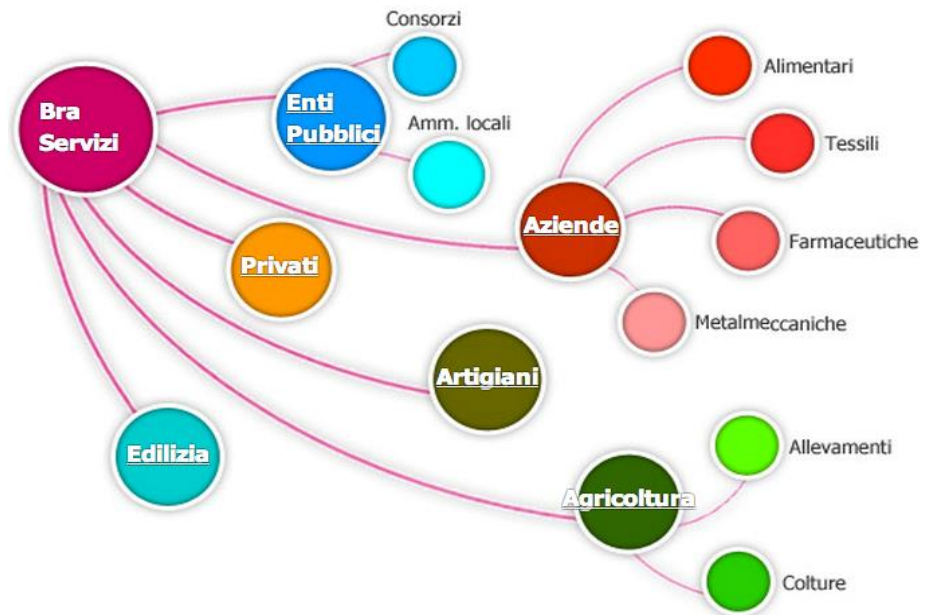 Bra
Servizi
Enti
Pubblici
Consorzi
Amm. locali
Aziende
Alimentari
Tessili
Farmaceutiche
Metalmeccaniche
Privati
Artigiani
Edilizia
Agricoltura
Allevamenti
Colture